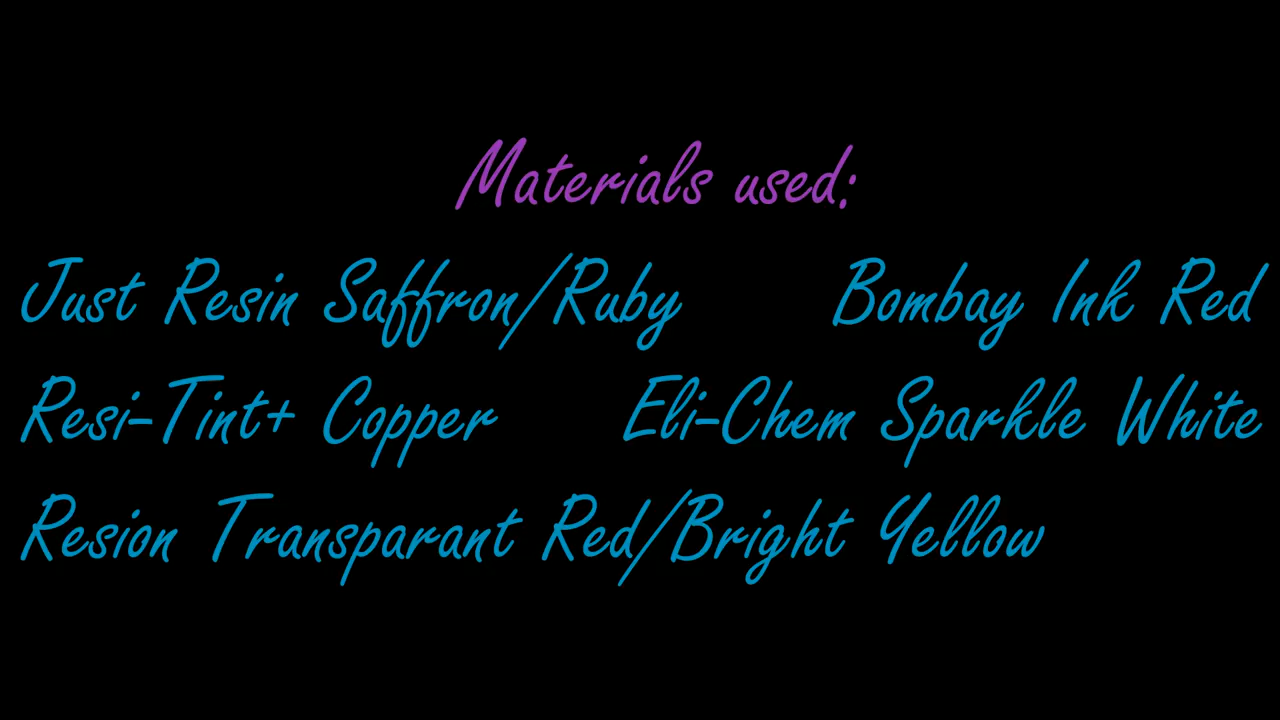 Materials used:
Just Resin Saffron/Ruby Bombay Ink Red
Resi-Tint+ Copper Eli-Chem Sparkle White
Resion Transparant Red/Bright Yellow